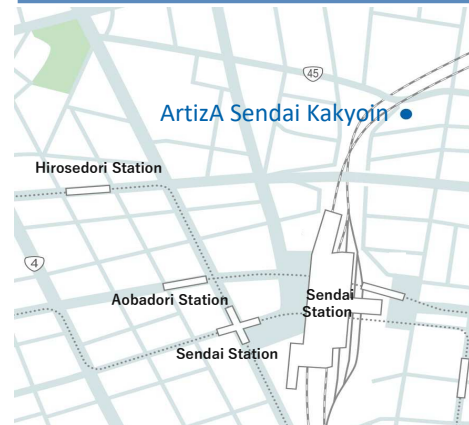 45
ArtizA Sendai Kakyoin
Hirosedori Station
4
Aobadori Station
Sendai
Station
Sendai Station